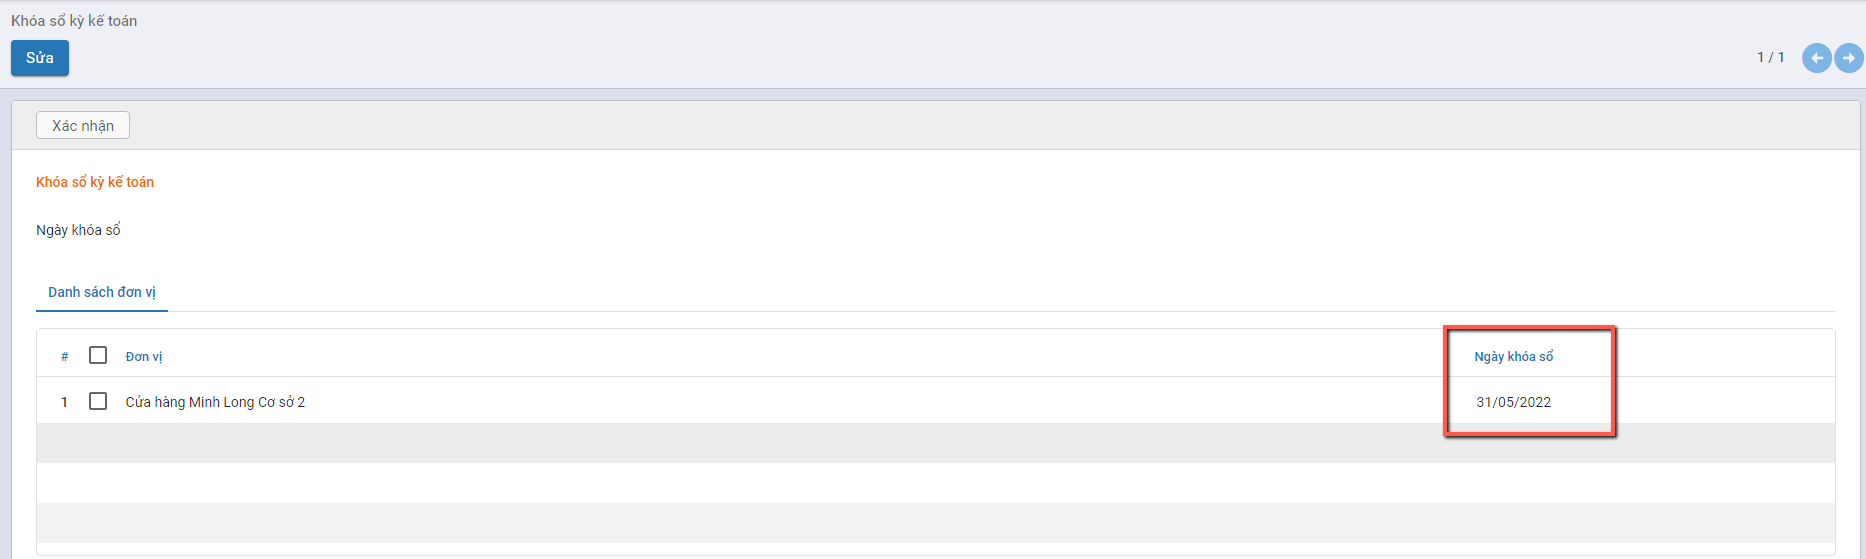 Khóa sổ kỳ kế toán
Sửa
1 / 1
Xác nhận
Khóa sổ kỳ kế toán
Ngày khóa sổ
Danh sách đơn vị
# Đơn vị Ngày khóa sổ
1 Cửa hàng Minh Long Cơ sở 2 31/05/2022